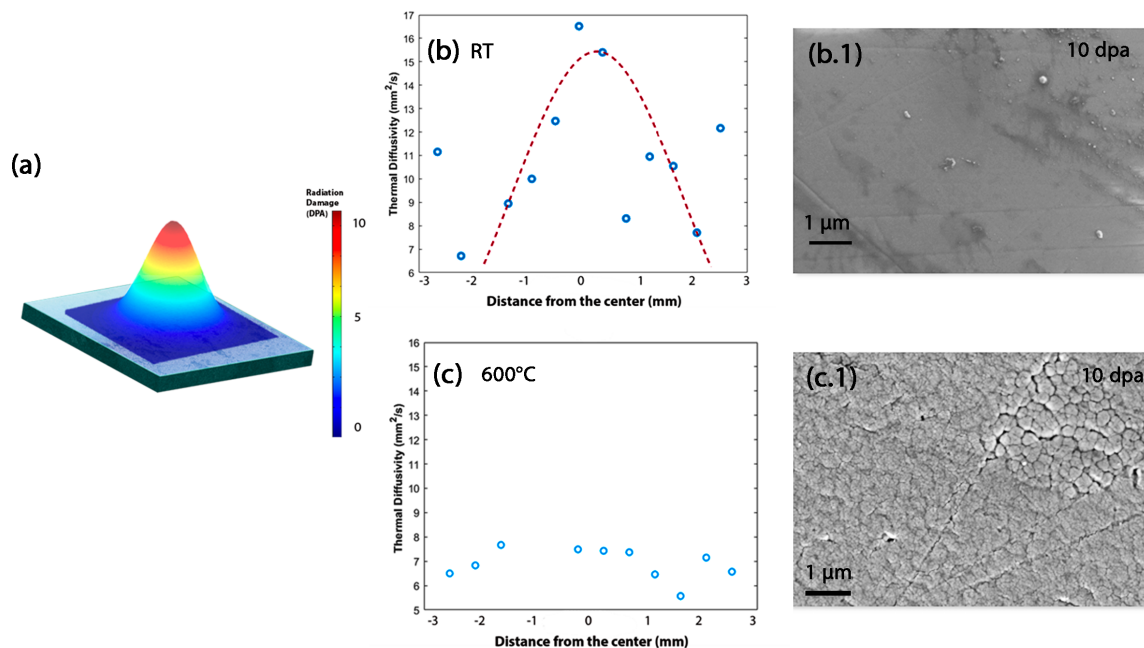 (a)
Radiation
Damage
(DPA)
10
5
0
(b) RT
Thermal Diffusivity (mm²/s)
17
16
15
14
13
12
11
10
9
8
7
6
-3 -2 -1 0 1 2 3
Distance from the center (mm)
(b.1) 10 dpa
1 µm
(c) 600°C
Thermal Diffusivity (mm²/s)
16
15
14
13
12
11
10
9
8
7
6
5
-3 -2 -1 0 1 2 3
Distance from the center (mm)
(c.1) 10 dpa
1 µm